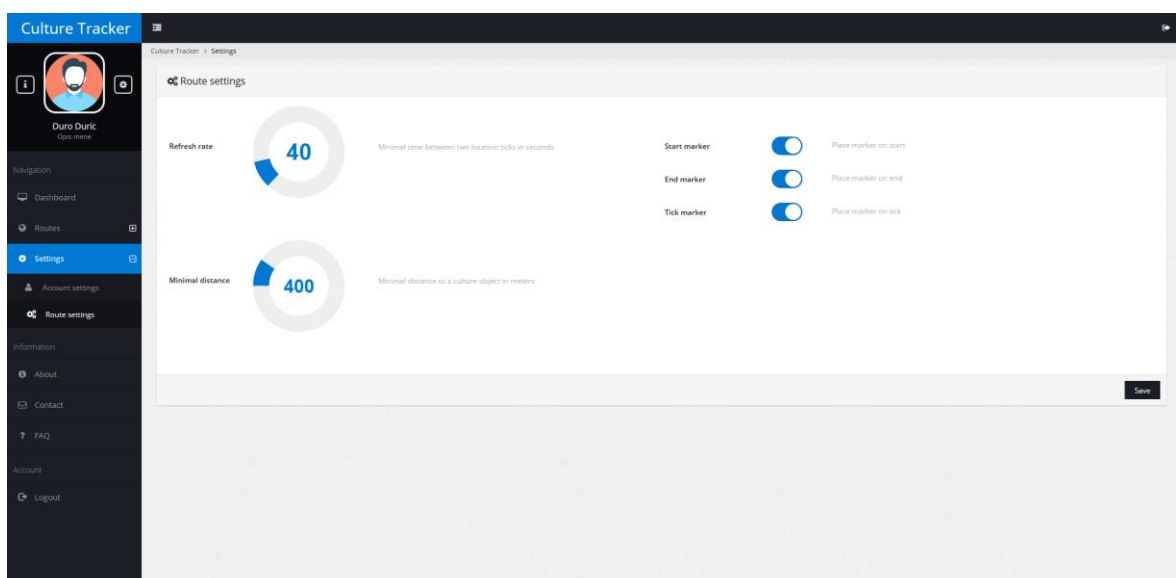 Culture Tracker
Culture Tracker > Settings
Duro Duric
Opis mene
Navigation
Dashboard
Routes
Settings
Account settings
Route settings
Information
About
Contact
? FAQ
Account
Logout
Route settings
Refresh rate
40
Minimal time between two location ticks in seconds
Start marker
Place marker on start
End marker
Place marker on end
Tick marker
Place marker on tick
Minimal distance
400
Minimal distance to a culture object in meters
Save